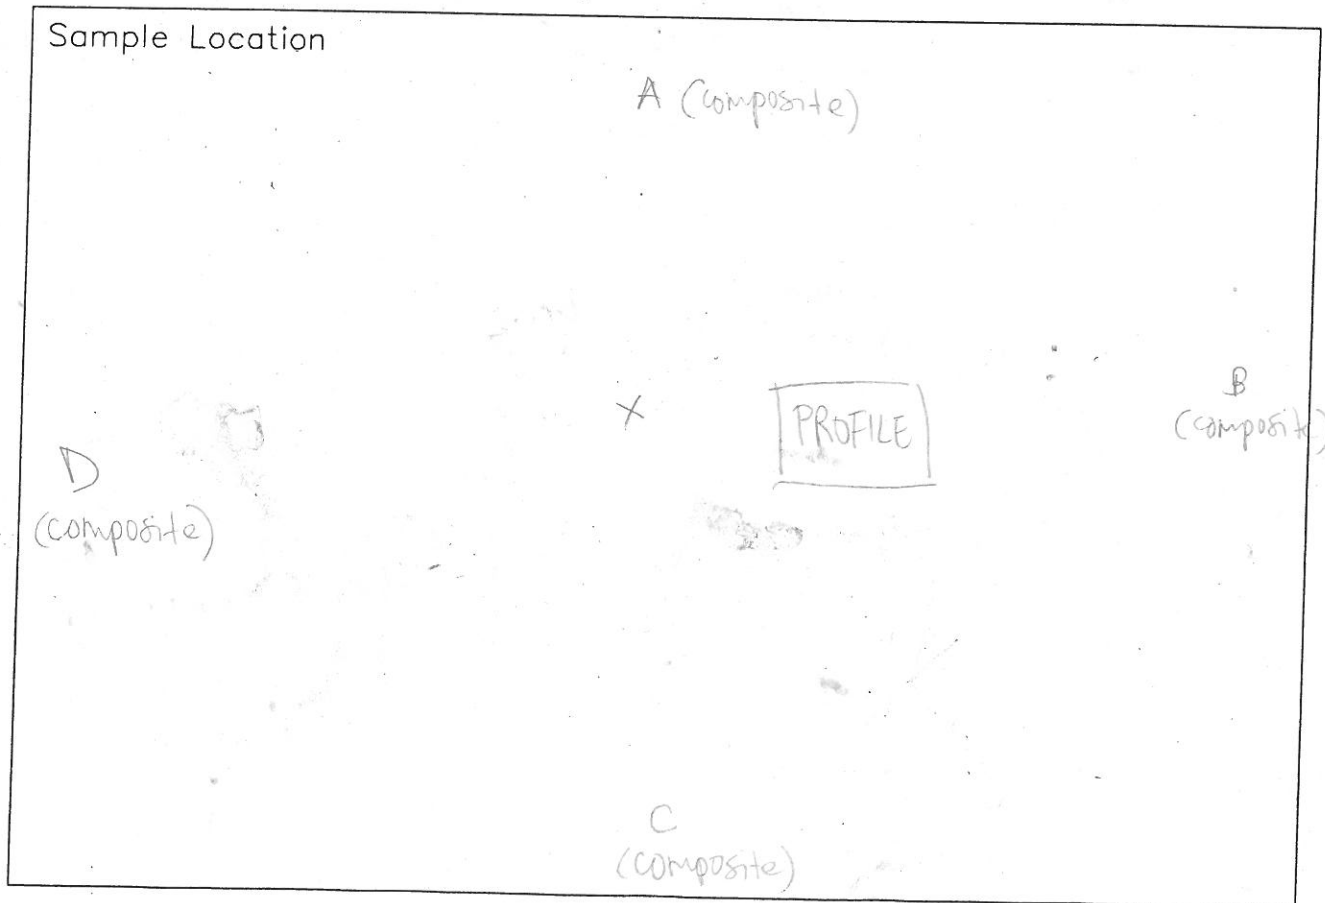 Sample Location
A (composite)
B
(composite)
X
PROFILE
D
(composite)
C
(composite)